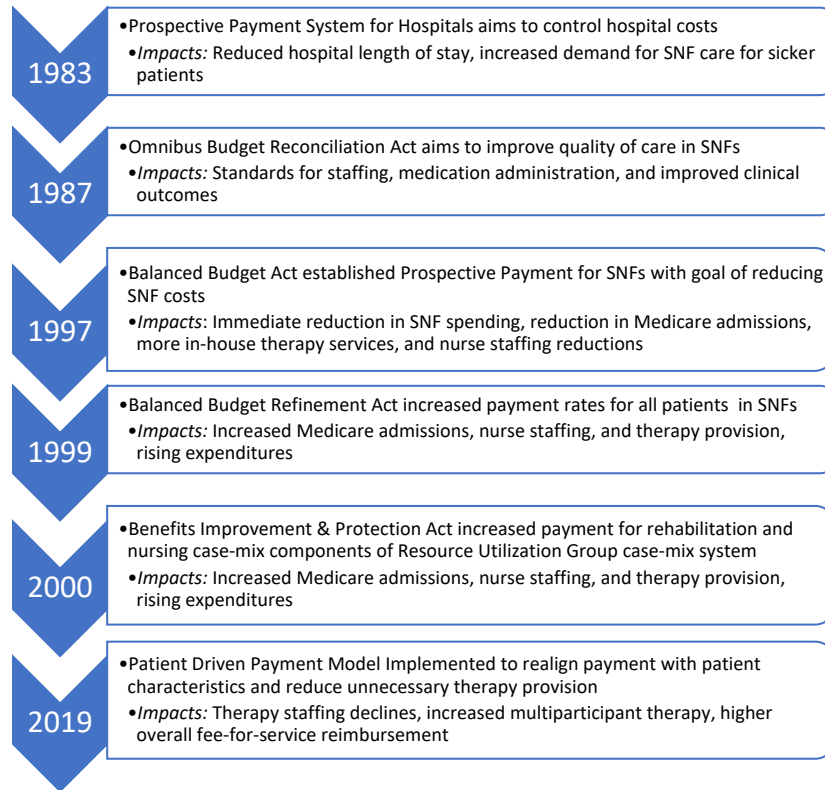 1983
•Prospective Payment System for Hospitals aims to control hospital costs
•Impacts: Reduced hospital length of stay, increased demand for SNF care for sicker
patients
1987
•Omnibus Budget Reconciliation Act aims to improve quality of care in SNFs
•Impacts: Standards for staffing, medication administration, and improved clinical
outcomes
1997
•Balanced Budget Act established Prospective Payment for SNFs with goal of reducing
SNF costs
•Impacts: Immediate reduction in SNF spending, reduction in Medicare admissions,
more in-house therapy services, and nurse staffing reductions
1999
•Balanced Budget Refinement Act increased payment rates for all patients in SNFs
•Impacts: Increased Medicare admissions, nurse staffing, and therapy provision,
rising expenditures
2000
•Benefits Improvement & Protection Act increased payment for rehabilitation and
nursing case-mix components of Resource Utilization Group case-mix system
•Impacts: Increased Medicare admissions, nurse staffing, and therapy provision,
rising expenditures
2019
•Patient Driven Payment Model Implemented to realign payment with patient
characteristics and reduce unnecessary therapy provision
•Impacts: Therapy staffing declines, increased multiparticipant therapy, higher
overall fee-for-service reimbursement